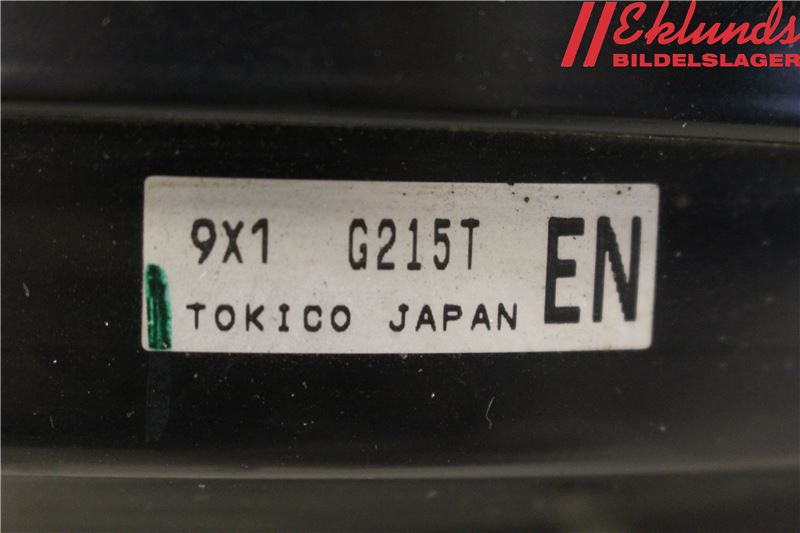 Eklunds
BILDELSLAGER
9X1 G215T EN
TOKICO JAPAN